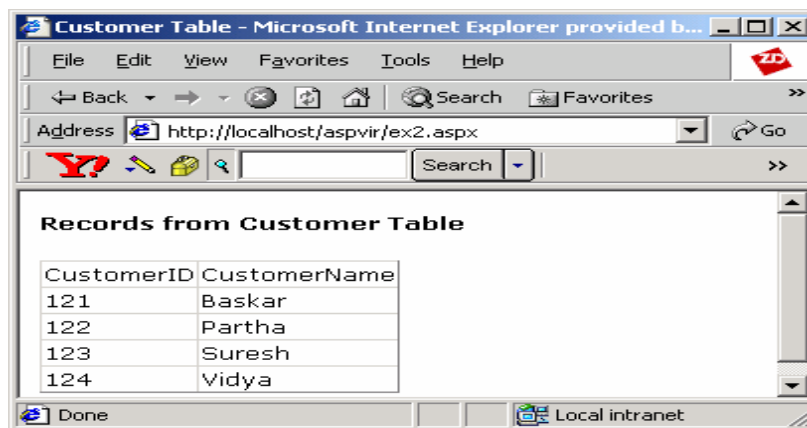 Customer Table - Microsoft Internet Explorer provided b...
File Edit View Favorites Tools Help
ZD
Back Search Favorites »
Address http://localhost/aspvir/ex2.aspx Go
Y! Search »
Records from Customer Table
CustomerID CustomerName
121 Baskar
122 Partha
123 Suresh
124 Vidya
Done Local intranet